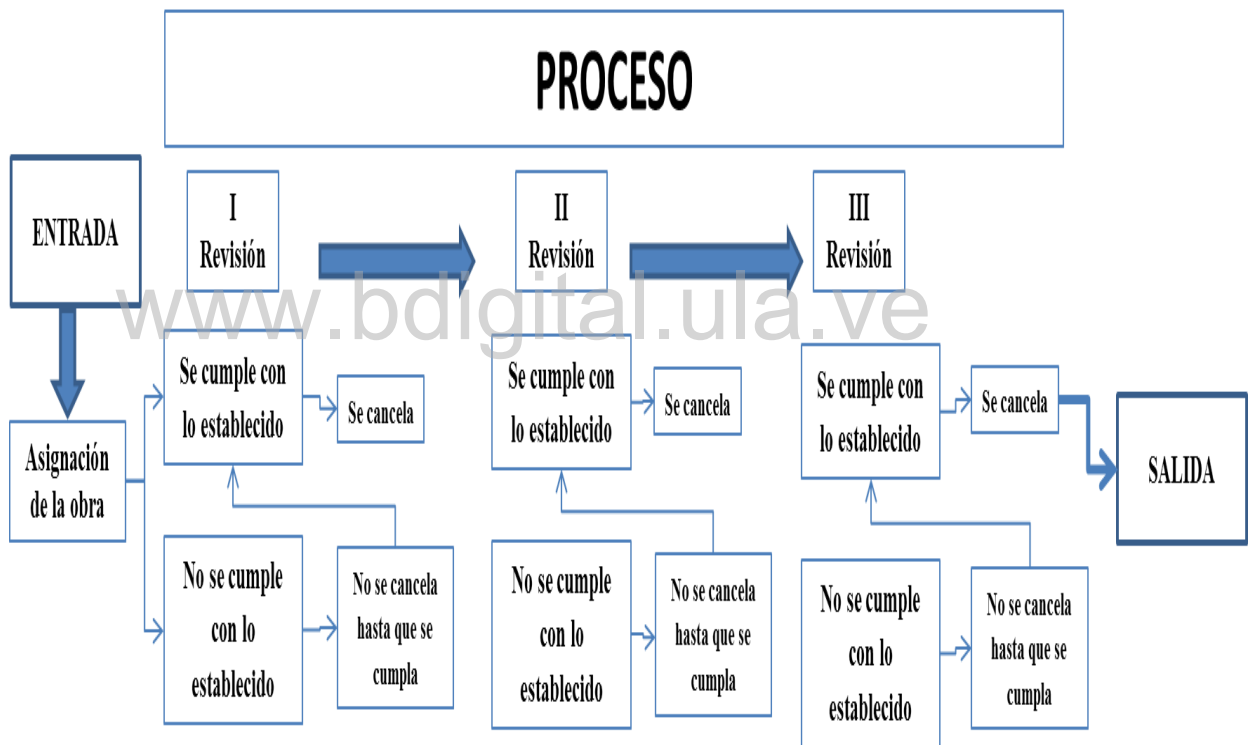 PROCESO
ENTRADA
I
Revisión
II
Revisión
III
Revisión
www.bdigital.ula.ve
Asignación
de la obra
Se cumple con
lo establecido
Se cancela
No se cumple
con lo
establecido
No se cancela
hasta que se
cumpla
Se cumple con
lo establecido
Se cancela
No se cumple
con lo
establecido
No se cancela
hasta que se
cumpla
Se cumple con
lo establecido
Se cancela
No se cumple
con lo
establecido
No se cancela
hasta que se
cumpla
SALIDA